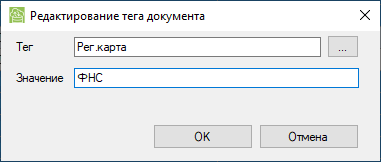 Редактирование тега документа
Тег Рег.карта ...
Значение ФНС
OK Отмена